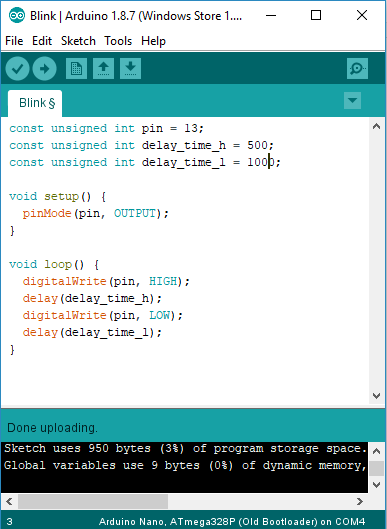 Blink | Arduino 1.8.7 (Windows Store 1....
File Edit Sketch Tools Help
Blink §
const unsigned int pin = 13;
const unsigned int delay_time_h = 500;
const unsigned int delay_time_l = 1000;
void setup() {
pinMode(pin, OUTPUT);
}
void loop() {
digitalWrite(pin, HIGH);
delay(delay_time_h);
digitalWrite(pin, LOW);
delay(delay_time_l);
}
Done uploading.
Sketch uses 950 bytes (3%) of program storage space.
Global variables use 9 bytes (0%) of dynamic memory,
3 Arduino Nano, ATmega328P (Old Bootloader) on COM4